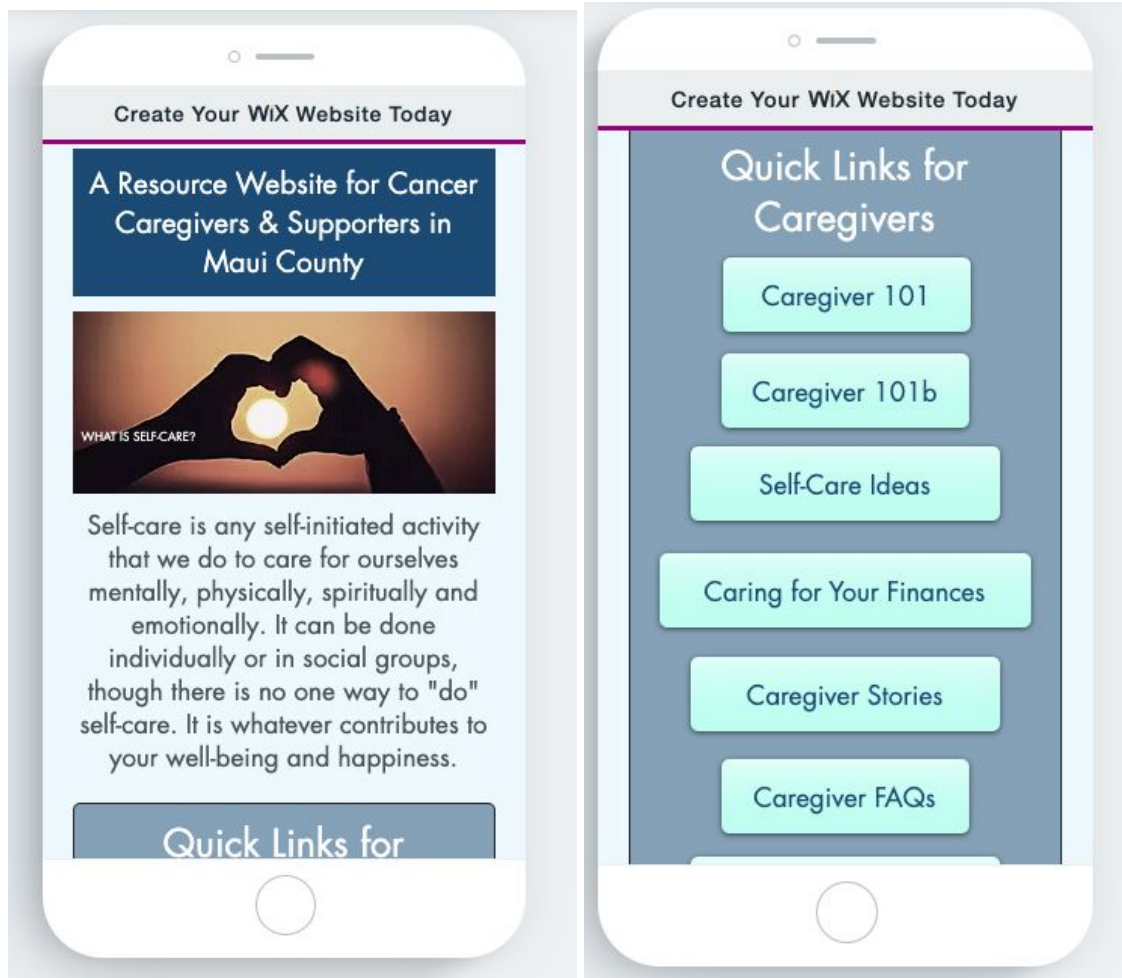 Create Your WiX Website Today
A Resource Website for Cancer
Caregivers & Supporters in
Maui County
WHAT IS SELF-CARE?
Self-care is any self-initiated activity
that we do to care for ourselves
mentally, physically, spiritually and
emotionally. It can be done
individually or in social groups,
though there is no one way to "do"
self-care. It is whatever contributes to
your well-being and happiness.
Quick Links for
Create Your WiX Website Today
Quick Links for
Caregivers
Caregiver 101
Caregiver 101b
Self-Care Ideas
Caring for Your Finances
Caregiver Stories
Caregiver FAQs